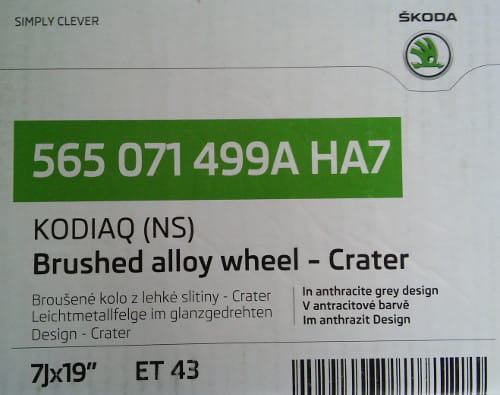 SIMPLY CLEVER
ŠKODA
565 071 499A HA7
KODIAQ (NS)
Brushed alloy wheel - Crater
Broušené kolo z lehké slitiny - Crater
Leichtmetallfelge im glanzgedrehten
Design - Crater
In anthracite grey design
V antracitové barvě
Im anthrazit Design
7Jx19” ET 43